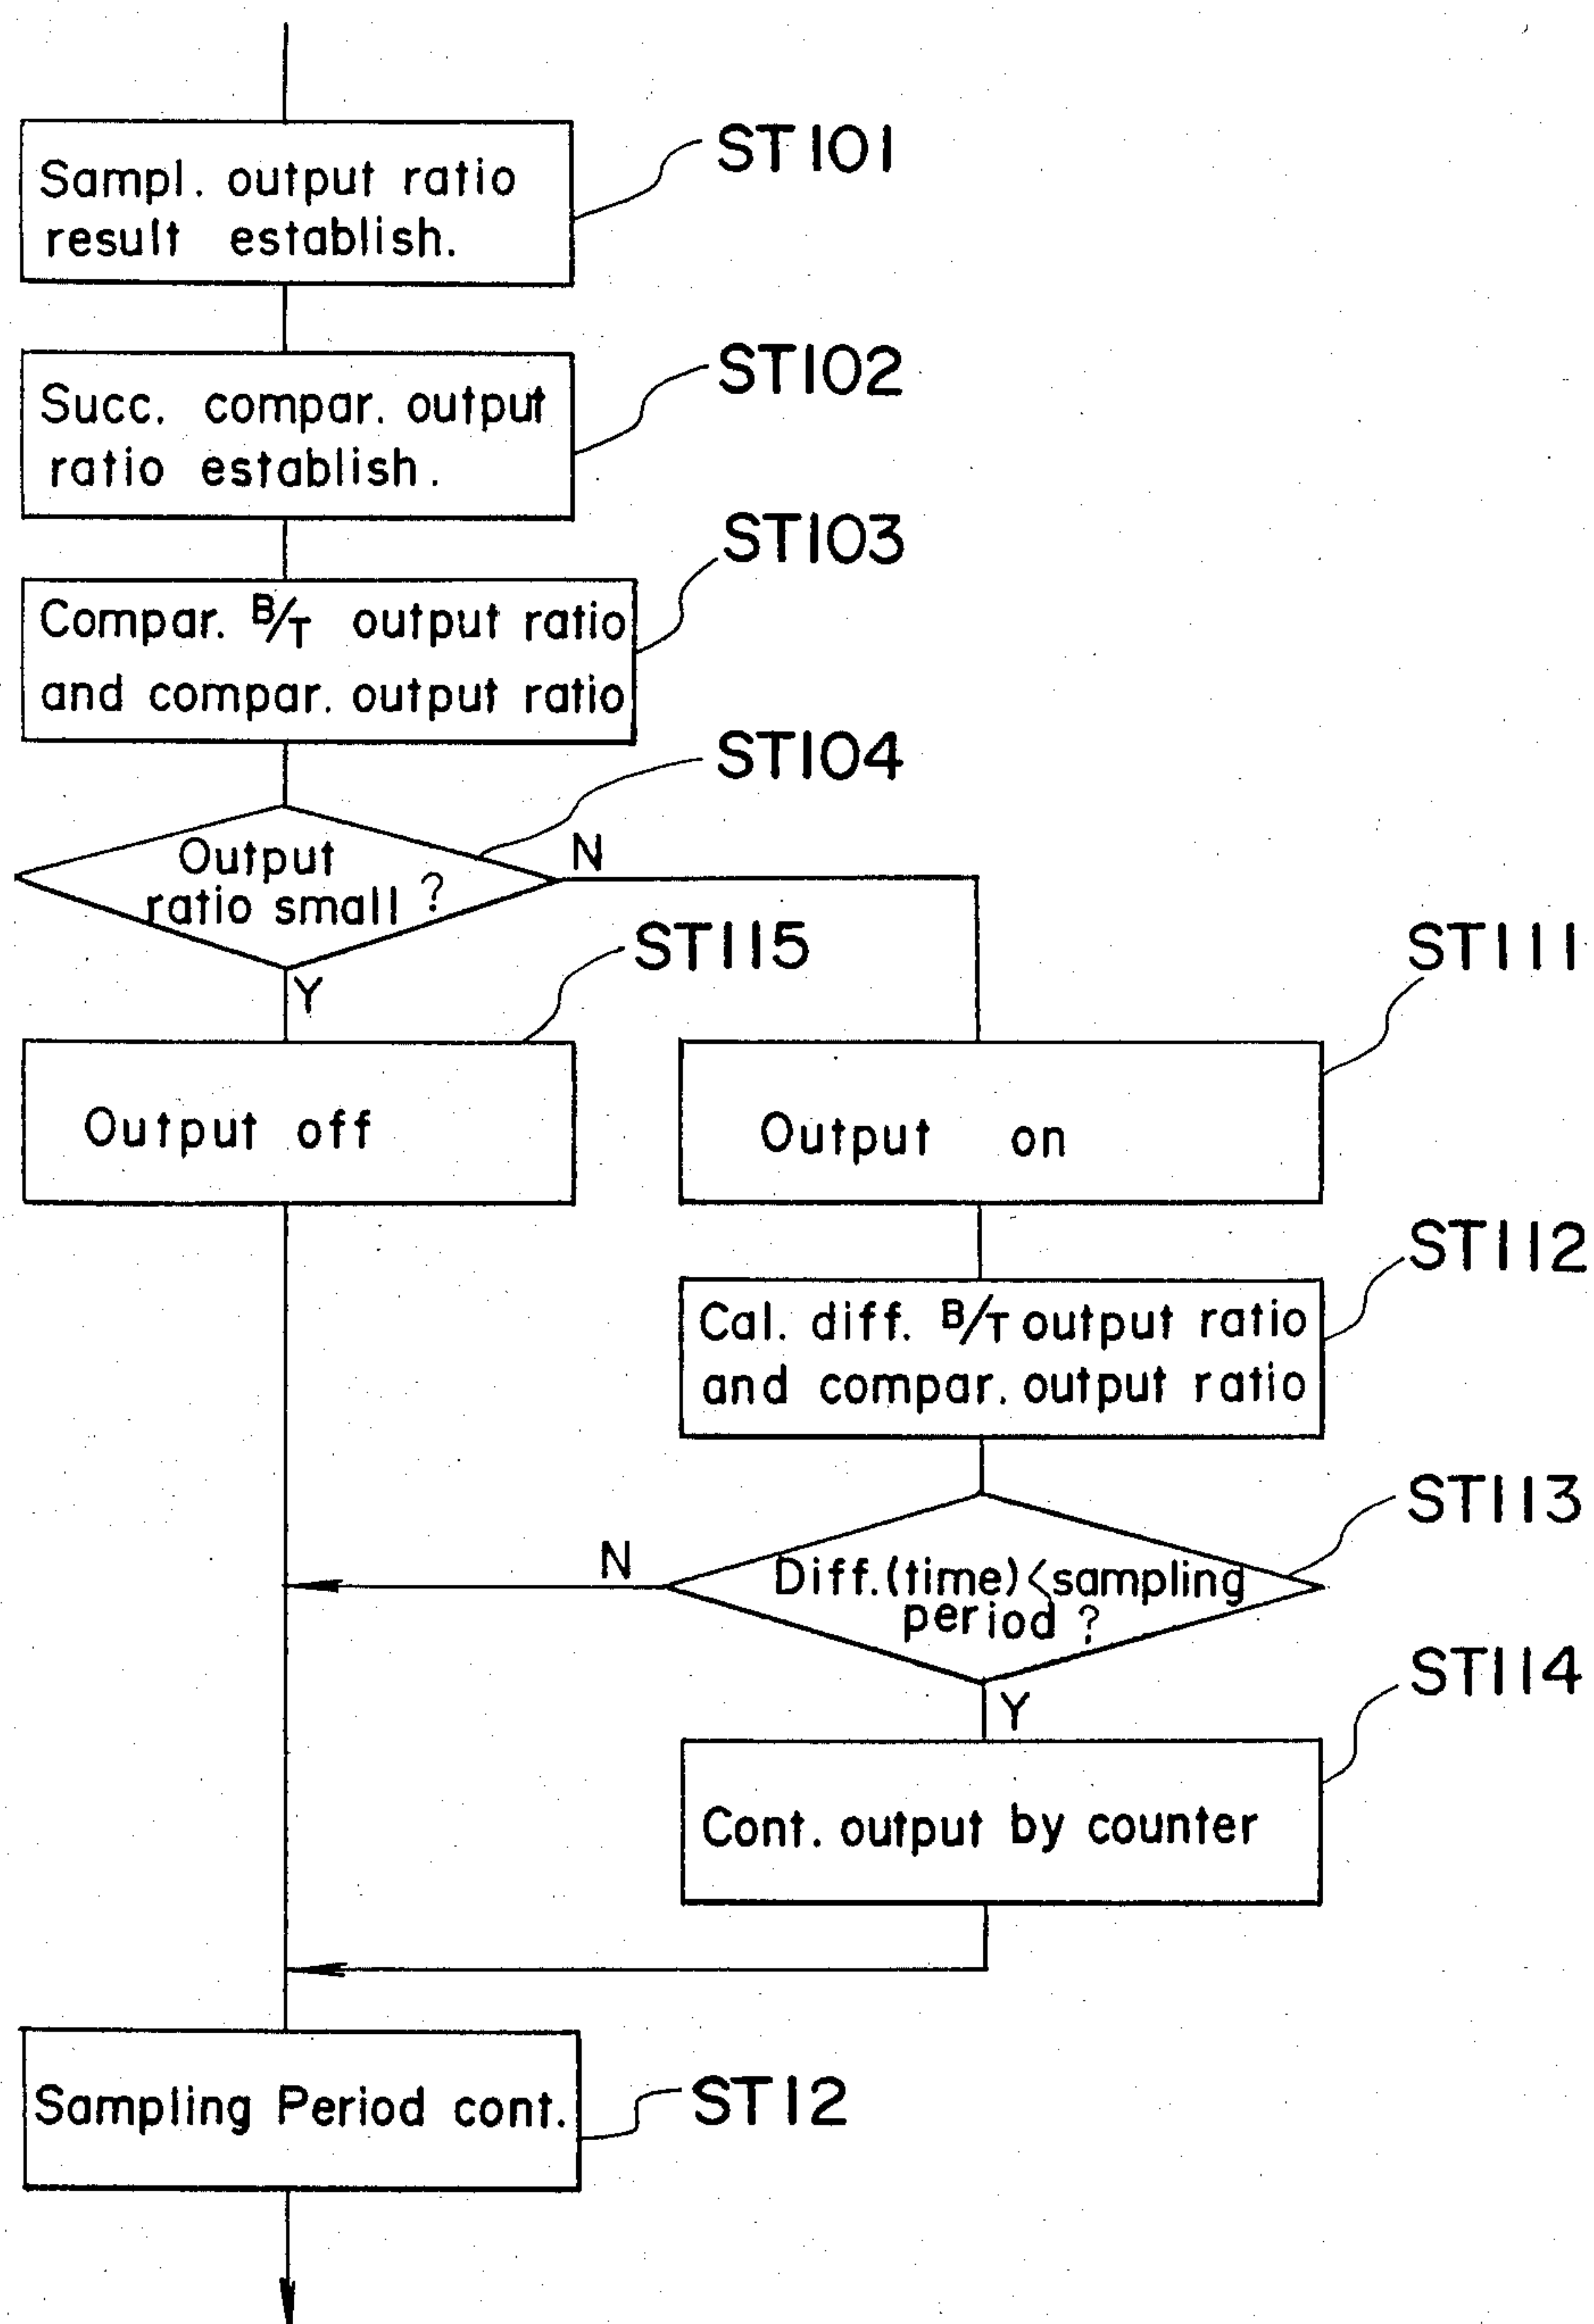 ST101
Sampl. output ratio
result establish.
ST102
Succ. compar. output
ratio establish.
ST103
Compar. B/T output ratio
and compar. output ratio
ST104
Output
ratio small ?
N
Y
ST115
Output off
ST111
Output on
ST112
Cal. diff. B/T output ratio
and compar. output ratio
ST113
Diff.(time)<sampling
period ?
N
Y
ST114
Cont. output by counter
Sampling Period cont.
ST12